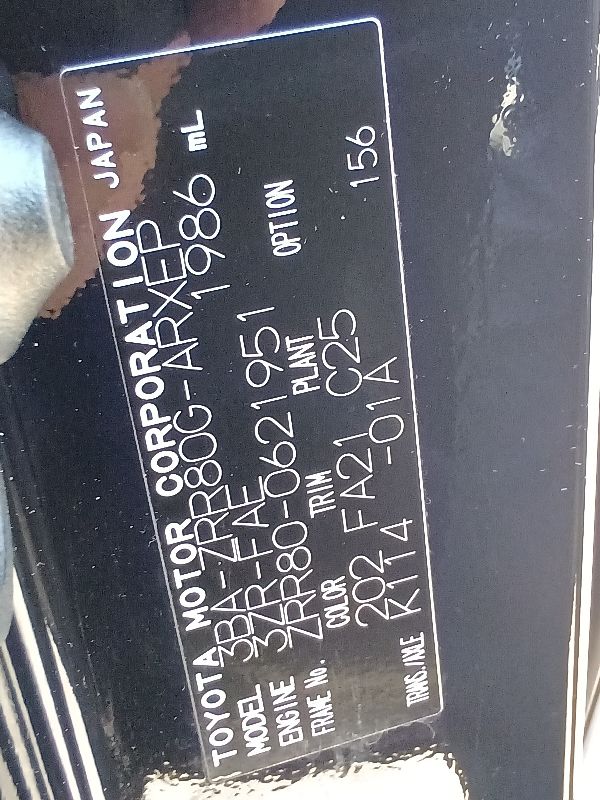 TOYOTA MOTOR CORPORATION JAPAN
MODEL 3BA-ZRR80G-ARXEP
ENGINE 3ZR-FAE 1986 mL
FRAME No. ZRR80-0621951
COLOR TRIM PLANT OPTION
202 FA21 C25 156
TRANS./AXLE K114 -01A